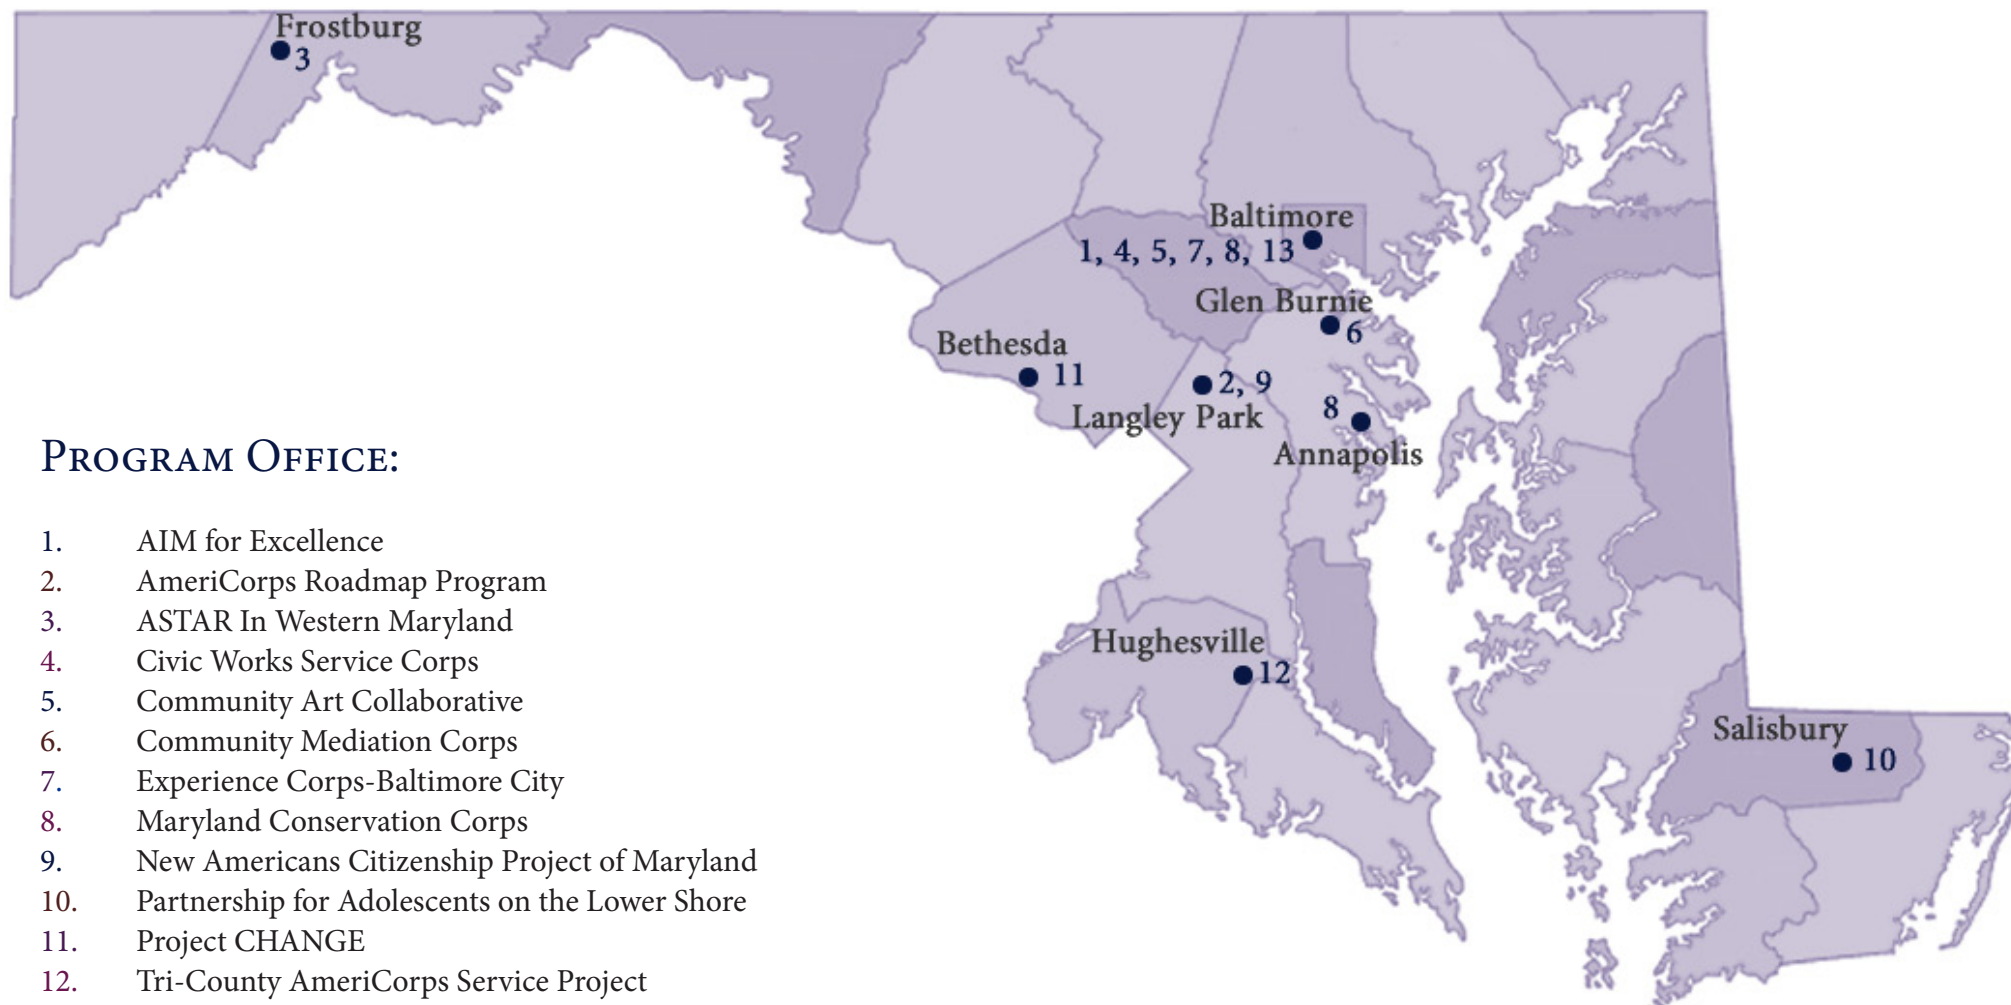 Frostburg
3
Baltimore
1, 4, 5, 7, 8, 13
Glen Burnie
6
Bethesda
11
2, 9
Langley Park
8
Annapolis
Hughesville
12
Salisbury
10
Program Office:
1. AIM for Excellence
2. AmeriCorps Roadmap Program
3. ASTAR In Western Maryland
4. Civic Works Service Corps
5. Community Art Collaborative
6. Community Mediation Corps
7. Experience Corps-Baltimore City
8. Maryland Conservation Corps
9. New Americans Citizenship Project of Maryland
10. Partnership for Adolescents on the Lower Shore
11. Project CHANGE
12. Tri-County AmeriCorps Service Project